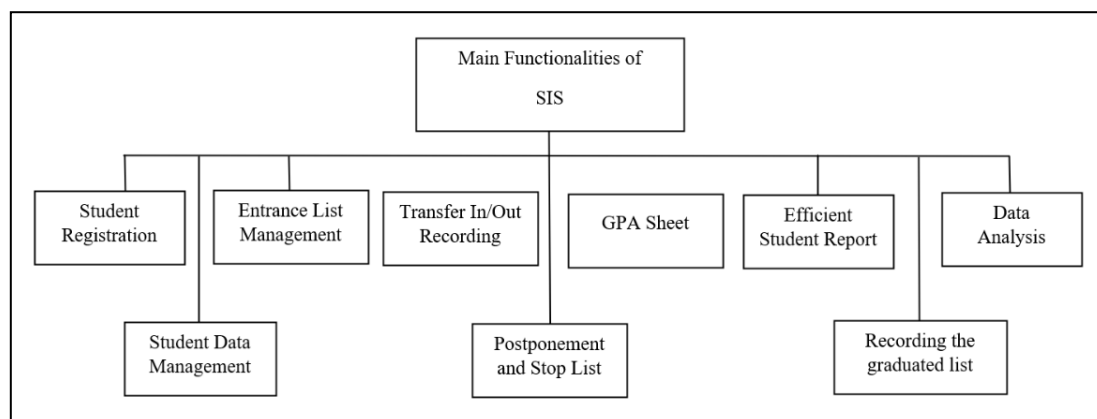 Main Functionalities of
SIS
Student
Registration
Entrance List
Management
Transfer In/Out
Recording
GPA Sheet
Efficient
Student Report
Data
Analysis
Student Data
Management
Postponement
and Stop List
Recording the
graduated list